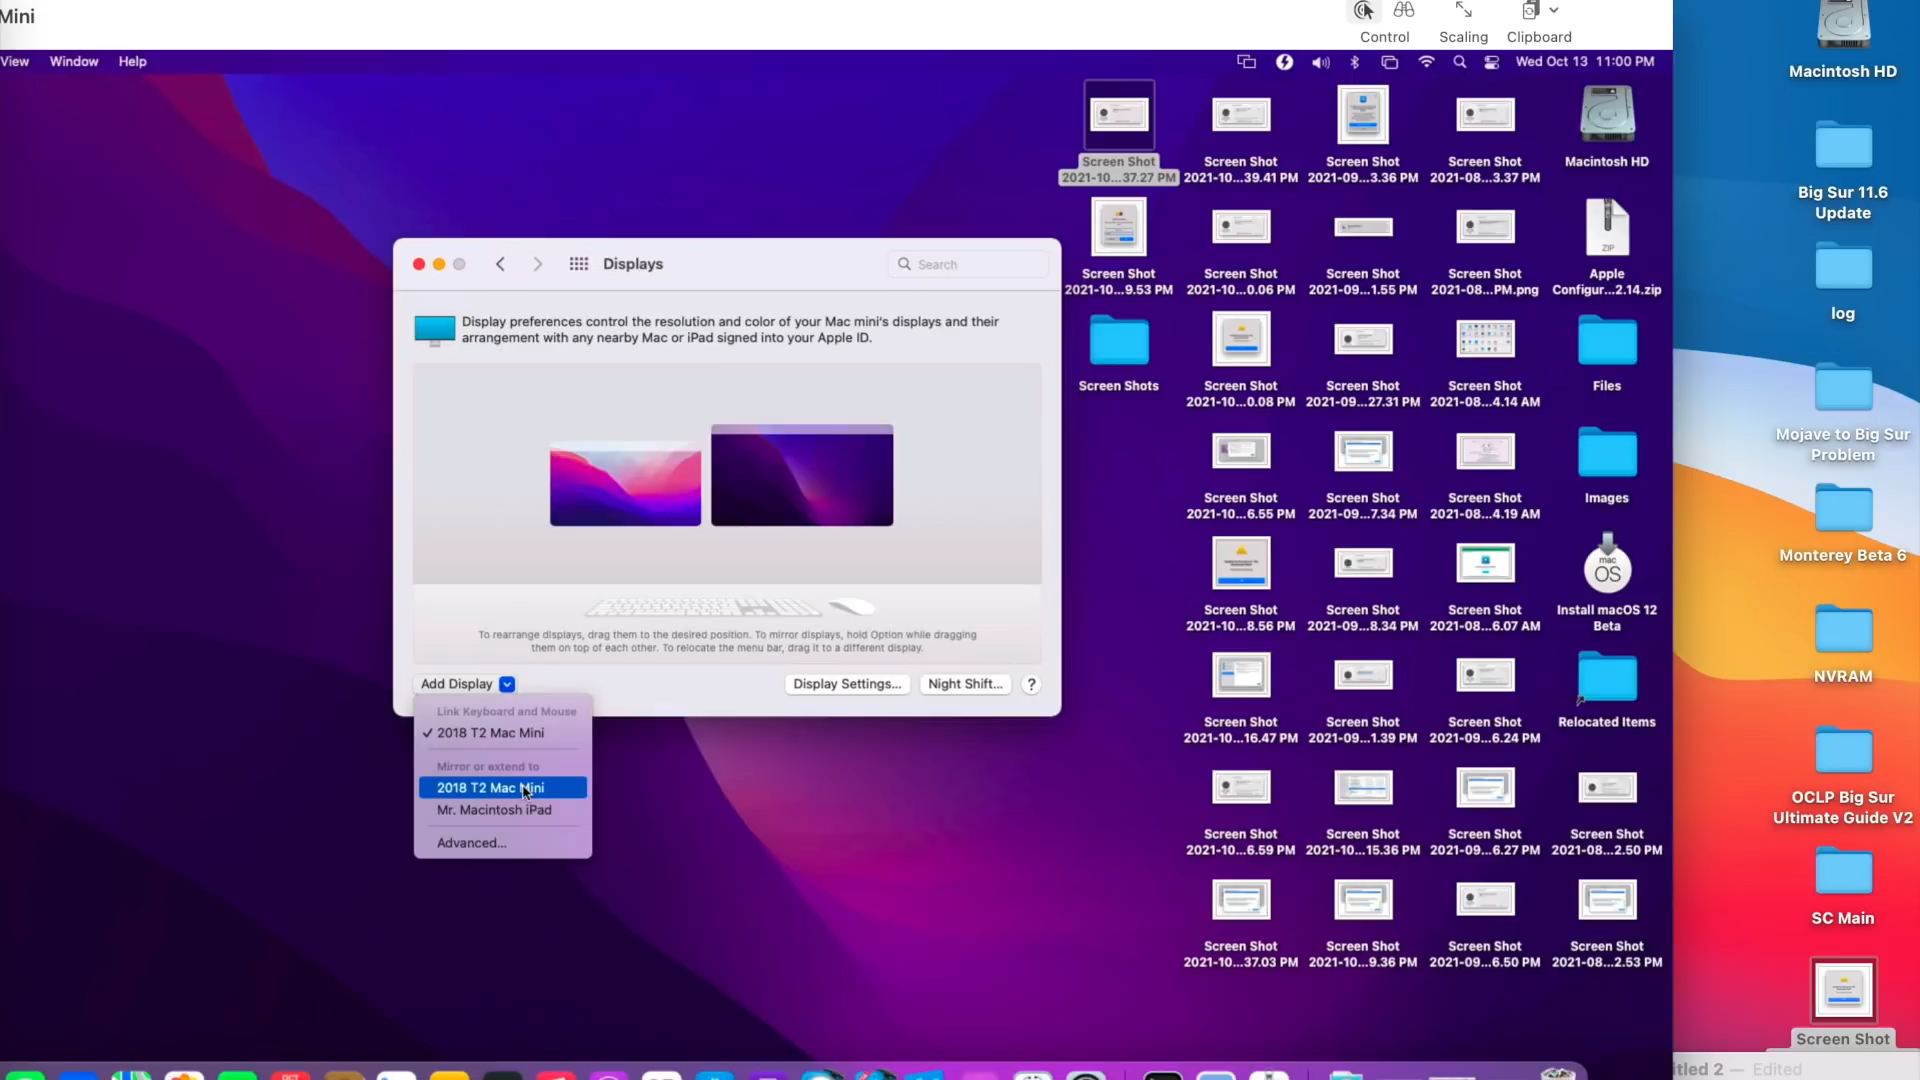 Mini
Control
Scaling
Clipboard
View
Window
Help
Wed Oct 13 11:00 PM
Displays
Search
Display preferences control the resolution and color of your Mac mini's displays and their
arrangement with any nearby Mac or iPad signed into your Apple ID.
To rearrange displays, drag them to the desired position. To mirror displays, hold Option while dragging
them on top of each other. To relocate the menu bar, drag it to a different display.
Add Display
Display Settings...
Night Shift...
?
Link Keyboard and Mouse
✓ 2018 T2 Mac Mini
Mirror or extend to
2018 T2 Mac Mini
Mr. Macintosh iPad
Advanced...
Screen Shot
2021-10...37.27 PM
Screen Shot
2021-10...39.41 PM
Screen Shot
2021-09...3.36 PM
Screen Shot
2021-08...3.37 PM
Macintosh HD
Screen Shot
2021-10...9.53 PM
Screen Shot
2021-10...0.06 PM
Screen Shot
2021-09...1.55 PM
Screen Shot
2021-08...PM.png
ZIP
Apple
Configur...2.14.zip
Screen Shots
Screen Shot
2021-10...0.08 PM
Screen Shot
2021-09...27.31 PM
Screen Shot
2021-08...4.14 AM
Files
Screen Shot
2021-10...6.55 PM
Screen Shot
2021-09...7.34 PM
Screen Shot
2021-08...4.19 AM
Images
Screen Shot
2021-10...8.56 PM
Screen Shot
2021-09...8.34 PM
Screen Shot
2021-08...6.07 AM
mac
OS
Install macOS 12
Beta
Screen Shot
2021-10...16.47 PM
Screen Shot
2021-09...1.39 PM
Screen Shot
2021-09...6.24 PM
Relocated Items
Screen Shot
2021-10...6.59 PM
Screen Shot
2021-10...15.36 PM
Screen Shot
2021-09...6.27 PM
Screen Shot
2021-08...2.50 PM
Screen Shot
2021-10...37.03 PM
Screen Shot
2021-10...9.36 PM
Screen Shot
2021-09...6.50 PM
Screen Shot
2021-08...2.53 PM
Macintosh HD
Big Sur 11.6
Update
log
Mojave to Big Sur
Problem
Monterey Beta 6
NVRAM
OCLP Big Sur
Ultimate Guide V2
SC Main
Screen Shot
itled 2 — Edited